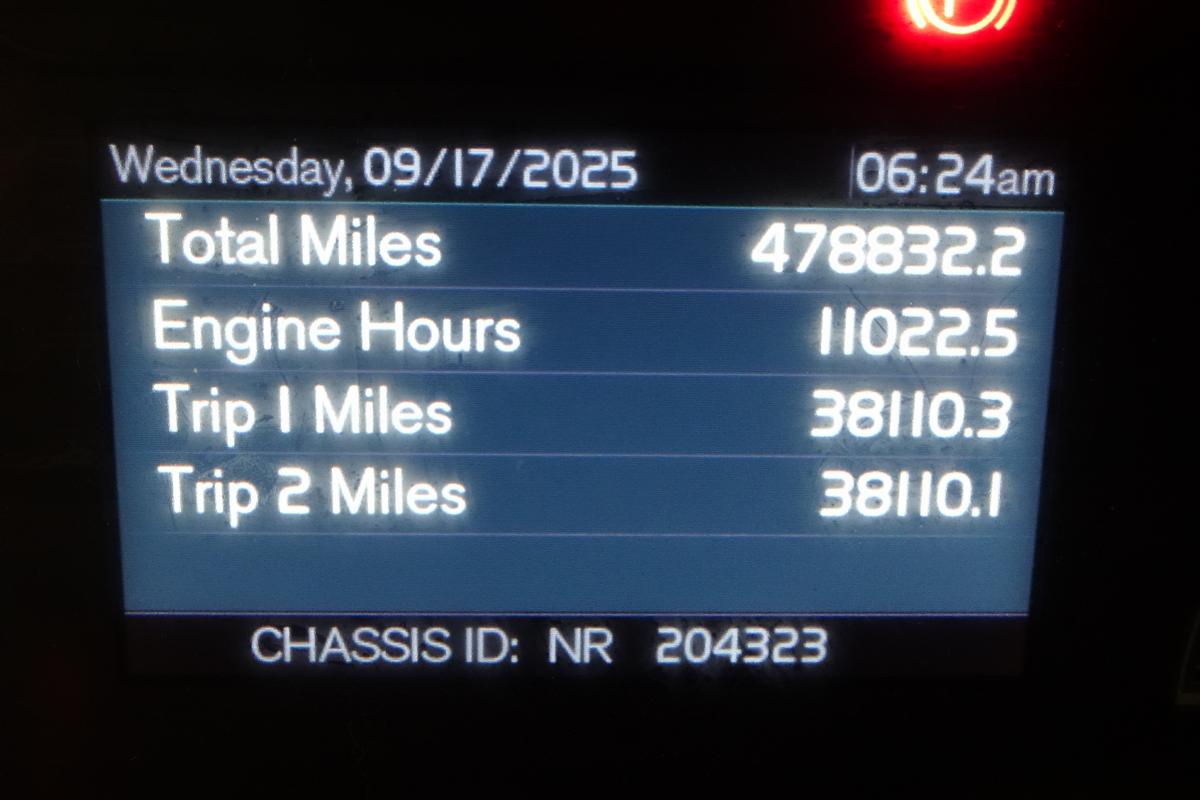 Wednesday, 09/17/2025 06:24am
Total Miles 478832.2
Engine Hours 11022.5
Trip 1 Miles 38110.3
Trip 2 Miles 38110.1
CHASSIS ID: NR 204323